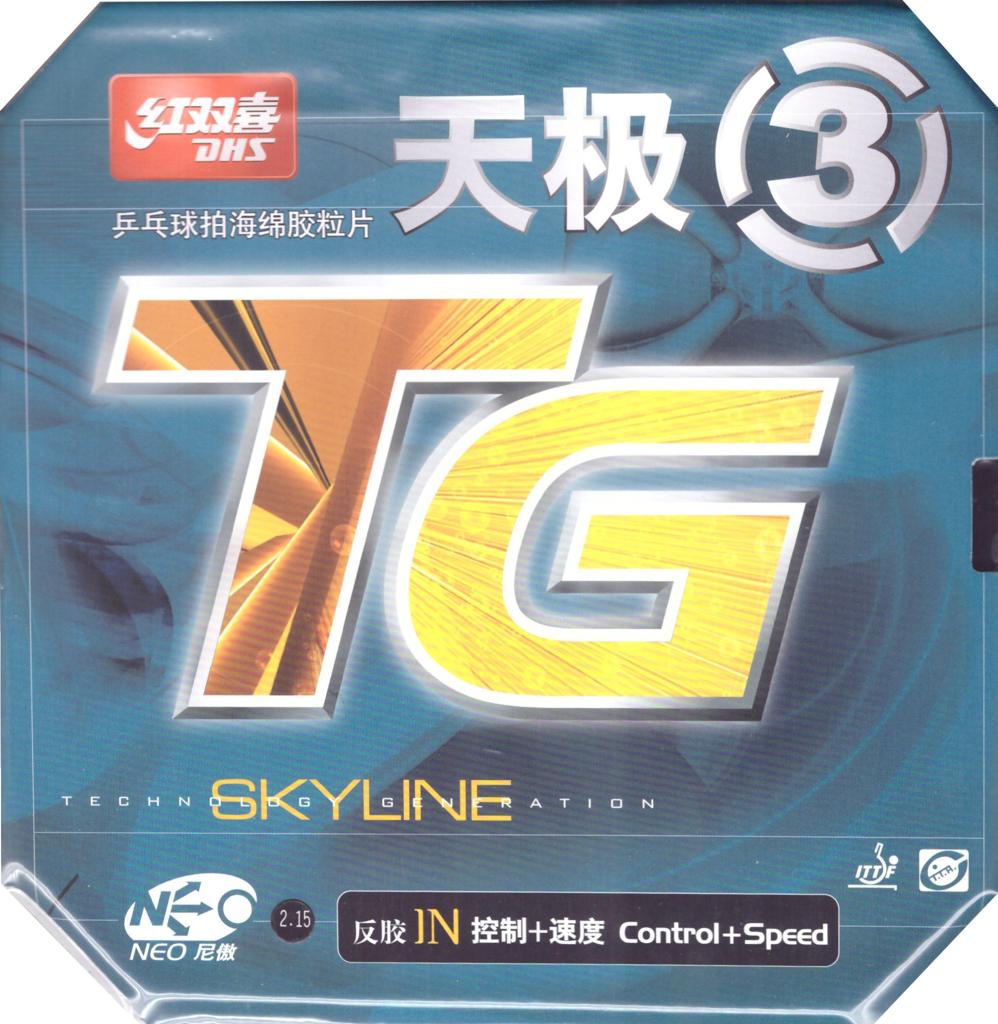 红双喜
DHS
天极 3
乒乓球拍海绵胶粒片
TG
SKYLINE
TECHNOLOGY GENERATION
ITTF
T.T.A.
NEO
NEO 尼傲
2.15
反胶 IN 控制+速度 Control+Speed